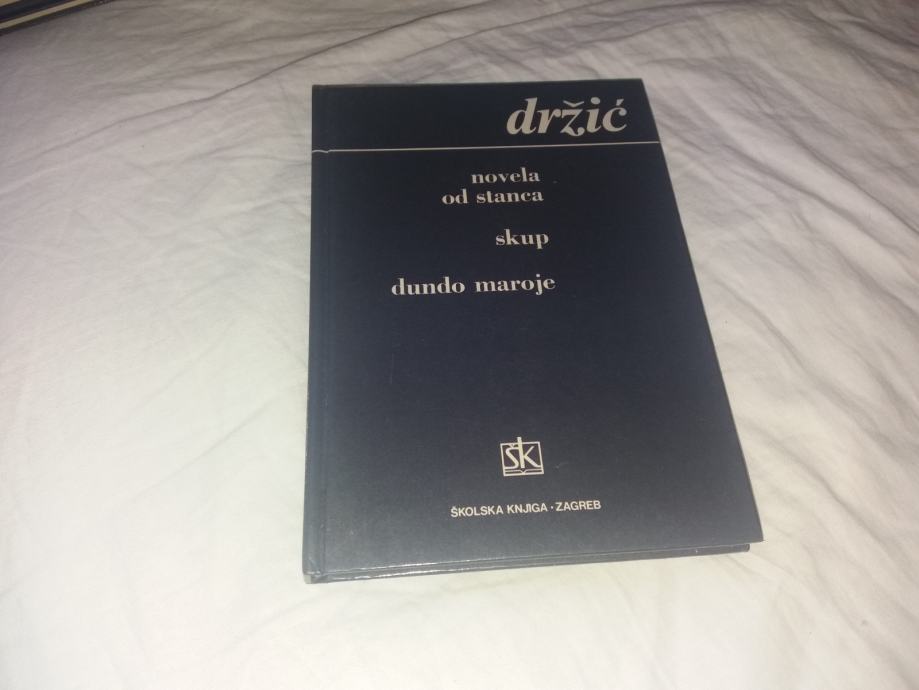 držić
novela
od stanca
skup
dundo maroje
ŠK
ŠKOLSKA KNJIGA · ZAGREB